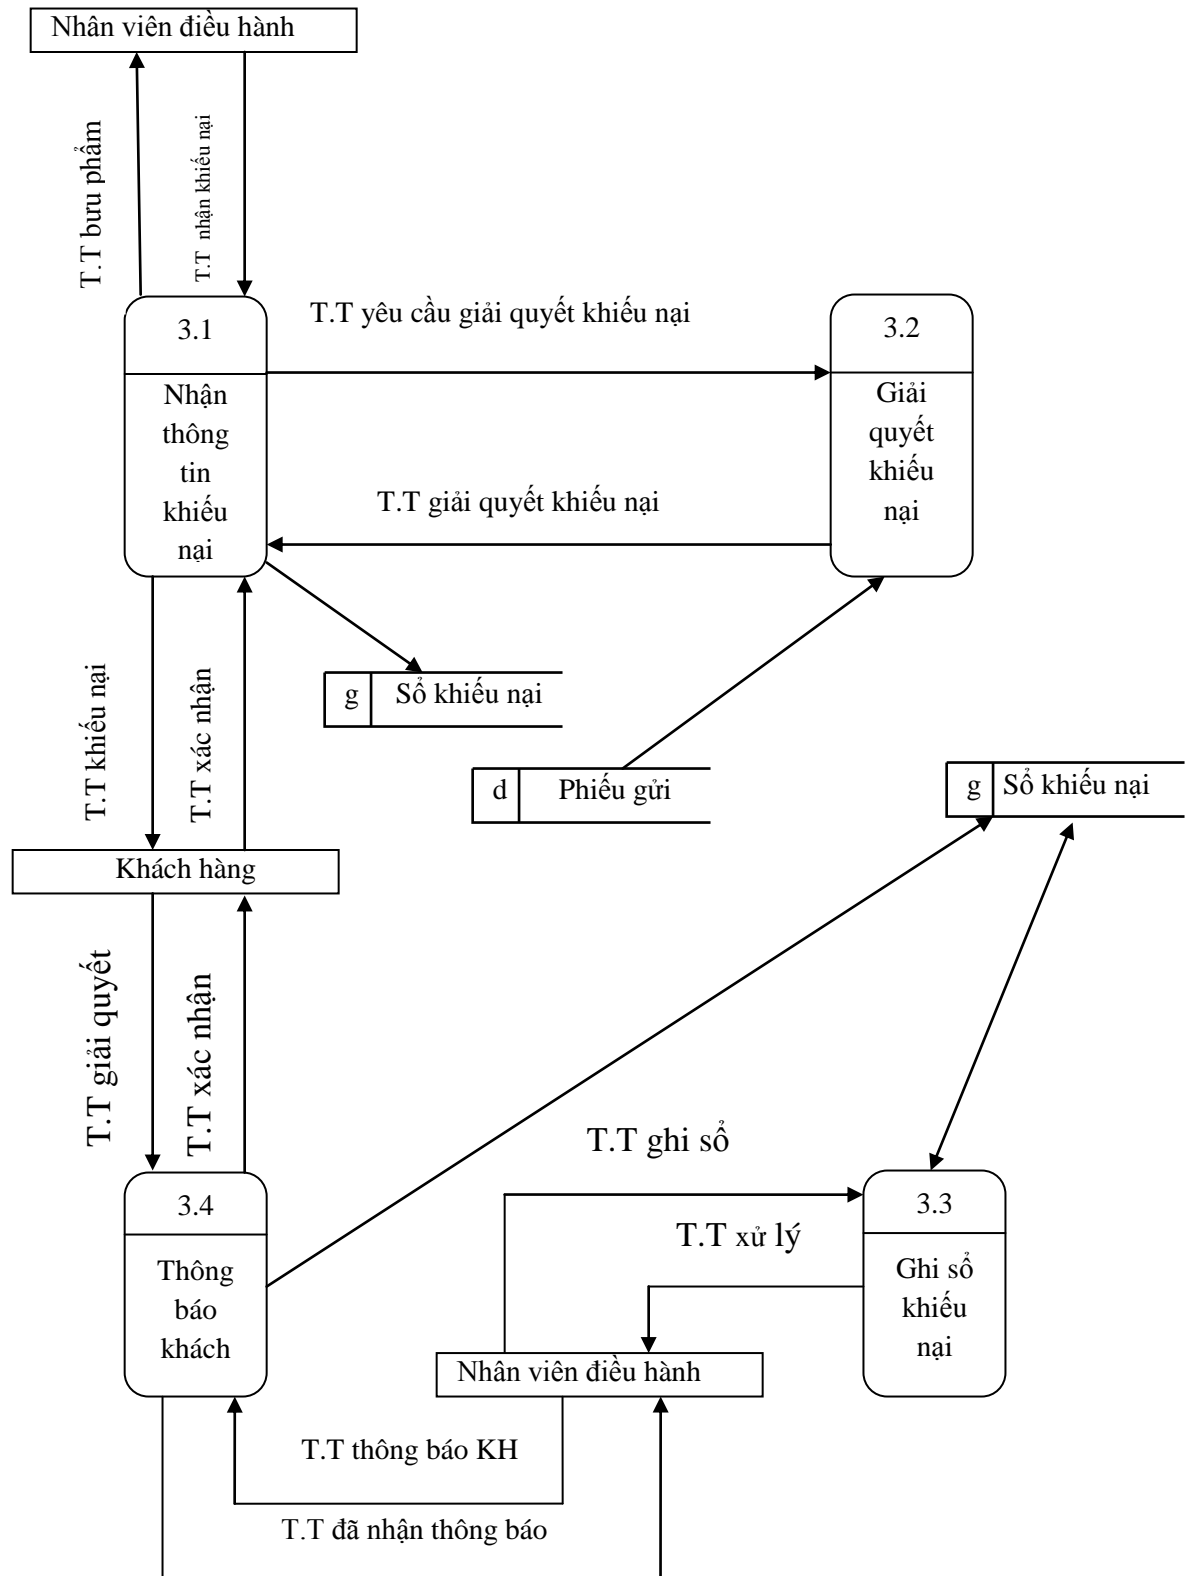 Nhân viên điều hành
T.T bưu phẩm
T.T nhận khiếu nại
3.1
Nhận
thông
tin
khiếu
nại
T.T yêu cầu giải quyết khiếu nại
3.2
Giải
quyết
khiếu
nại
T.T giải quyết khiếu nại
T.T khiếu nại
T.T xác nhận
g Sổ khiếu nại
d Phiếu gửi
g Sổ khiếu nại
Khách hàng
T.T giải quyết
T.T xác nhận
T.T ghi sổ
3.4
Thông
báo
khách
3.3
Ghi sổ
khiếu
nại
T.T xử lý
Nhân viên điều hành
T.T thông báo KH
T.T đã nhận thông báo